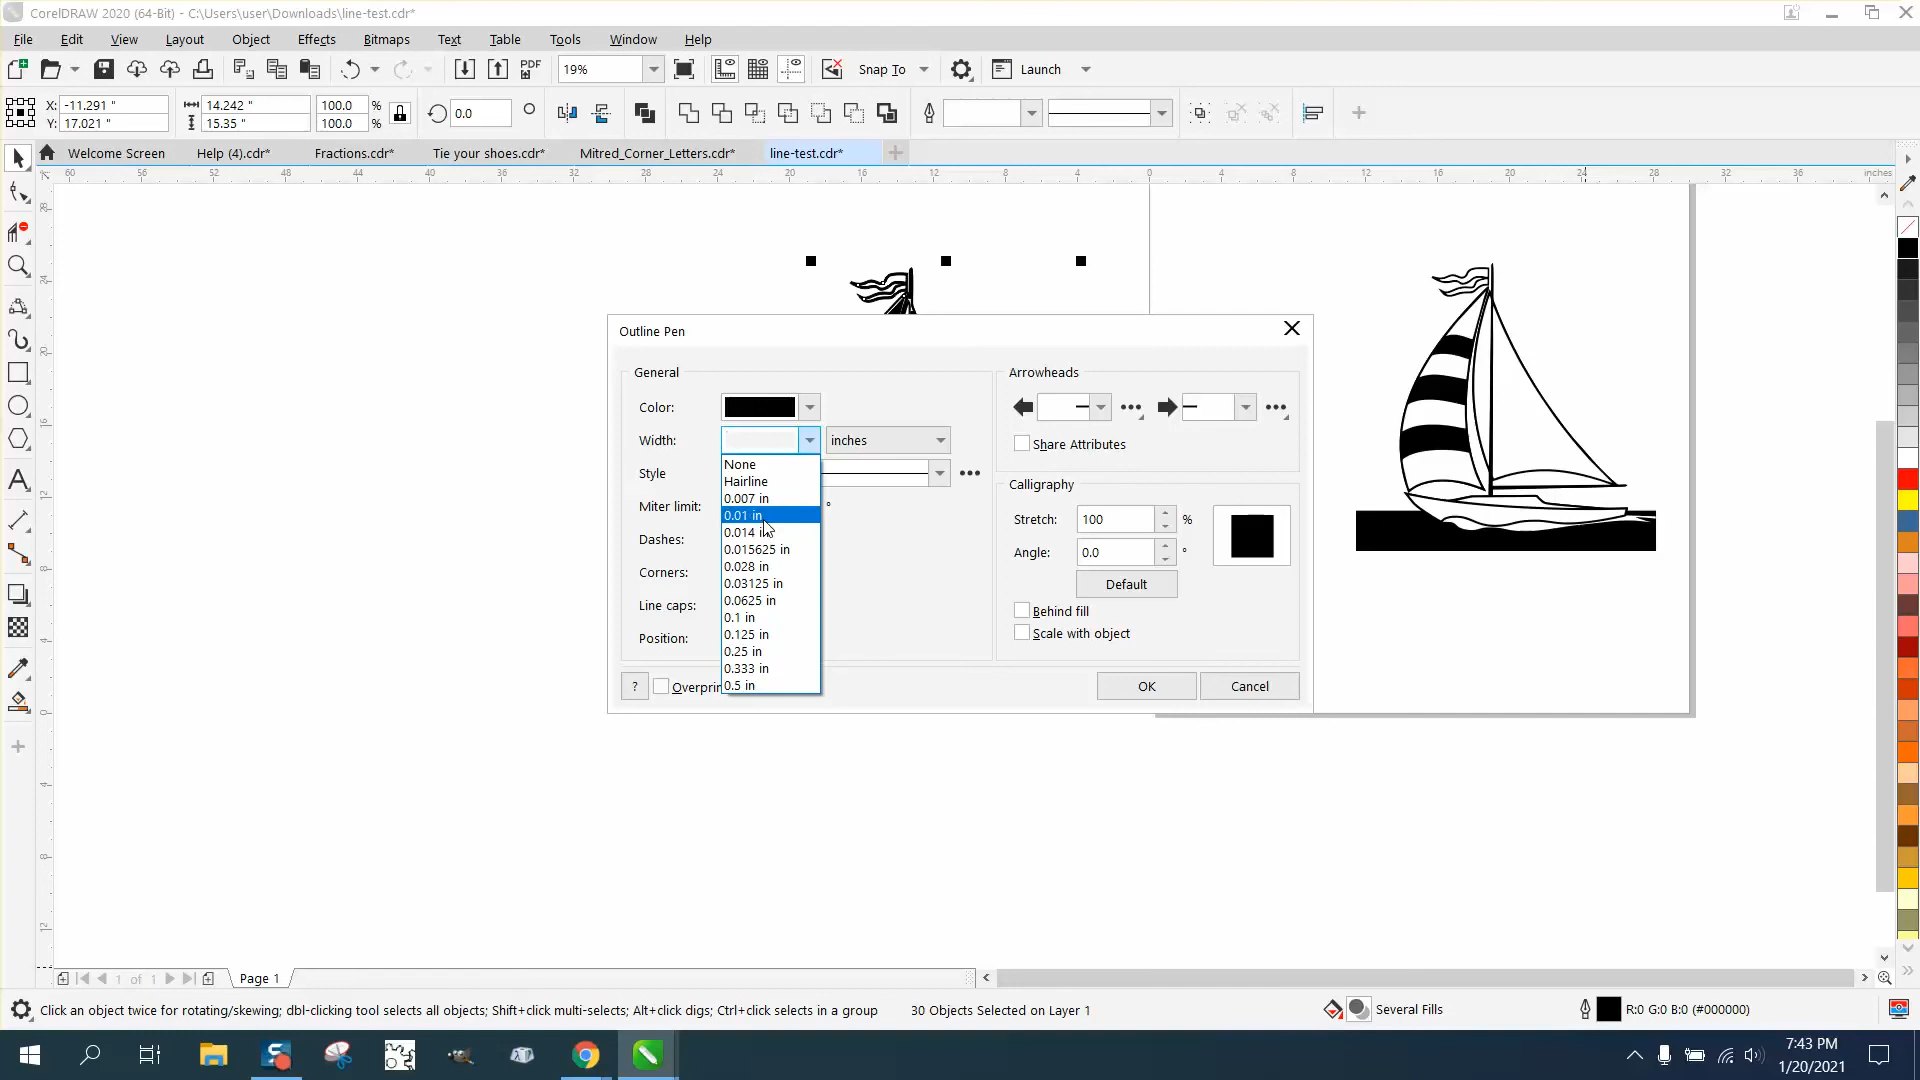 CorelDRAW 2020 (64-Bit) - C:\Users\user\Downloads\line-test.cdr*
File Edit View Layout Object Effects Bitmaps Text Table Tools Window Help
PDF 19% Snap To Launch
X: -11.291 " 14.242 " 100.0 %
Y: 17.021 " 15.35 " 100.0 %
0.0
Welcome Screen Help (4).cdr* Fractions.cdr* Tie your shoes.cdr* Mitred_Corner_Letters.cdr* line-test.cdr*
60 52 48 44 40 36 32 28 24 20 16 12 8 4 0 4 8 12 16 20 24 28 32 36 inches
Outline Pen
General
Color:
Width: inches
Style
Miter limit: °
Dashes:
Corners:
Line caps:
Position:
None
Hairline
0.007 in
0.01 in
0.014 in
0.015625 in
0.028 in
0.03125 in
0.0625 in
0.1 in
0.125 in
0.25 in
0.333 in
0.5 in
Arrowheads
Share Attributes
Calligraphy
Stretch: 100 %
Angle: 0.0 °
Default
Behind fill
Scale with object
? Overprin
OK Cancel
1 of 1 Page 1
Click an object twice for rotating/skewing; dbl-clicking tool selects all objects; Shift+click multi-selects; Alt+click digs; Ctrl+click selects in a group 30 Objects Selected on Layer 1 Several Fills R:0 G:0 B:0 (#000000)
7:43 PM
1/20/2021